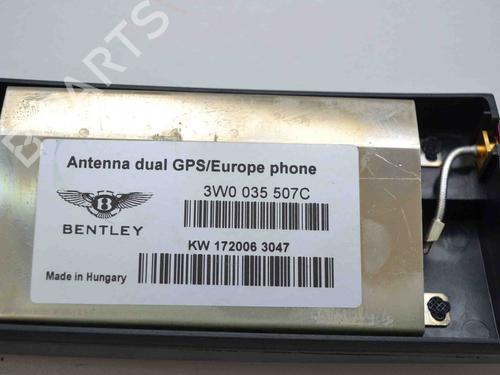 Antenna dual GPS/Europe phone
3W0 035 507C
B
BENTLEY
KW 172006 3047
Made in Hungary